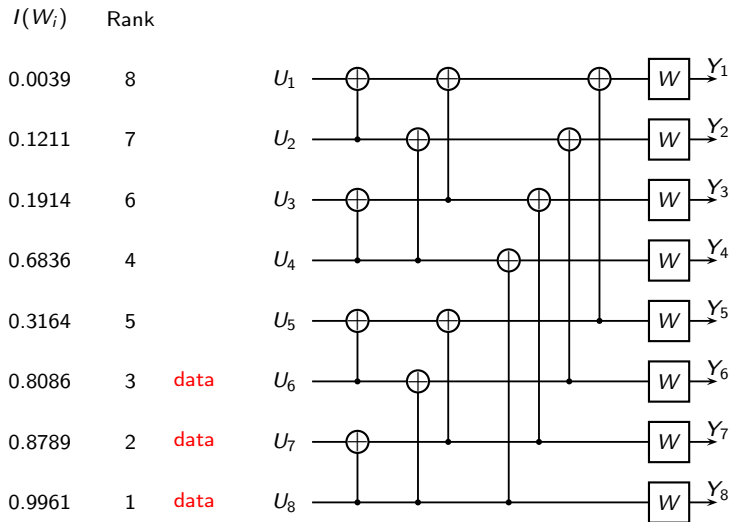 I(W_i) Rank
0.0039 8 U_1 W Y_1
0.1211 7 U_2 W Y_2
0.1914 6 U_3 W Y_3
0.6836 4 U_4 W Y_4
0.3164 5 U_5 W Y_5
0.8086 3 data U_6 W Y_6
0.8789 2 data U_7 W Y_7
0.9961 1 data U_8 W Y_8